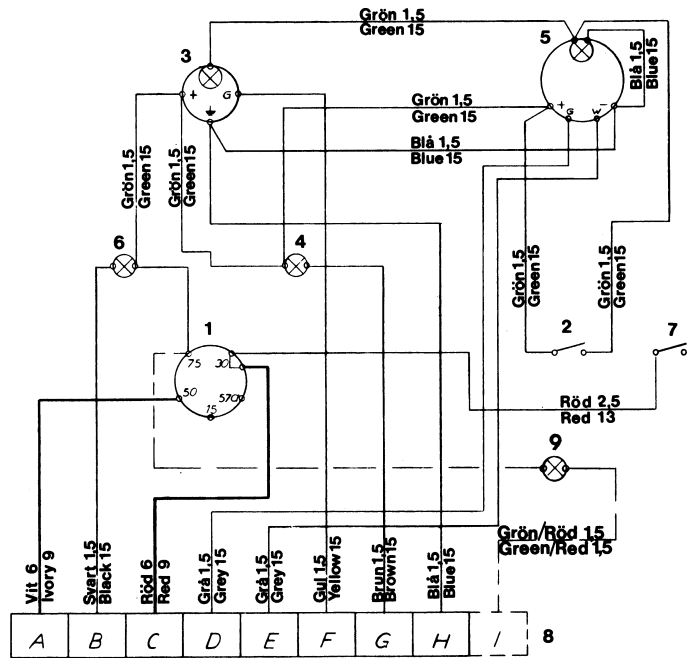 Grön 1,5
Green 15
3
5
+
G
Blå 1,5
Blue 15
Grön 1,5
Green 15
+
G
W
-
Blå 1,5
Blue 15
Grön 1,5
Green 15
Grön 1,5
Green 15
6
4
Grön 1,5
Green 15
Grön 1,5
Green 15
1
2
7
75
30
50
57a
15
Röd 2,5
Red 13
9
Grön/Röd 1,5
Green/Red 1,5
Vit 6
Ivory 9
Svart 1,5
Black 15
Röd 6
Red 9
Grå 1,5
Grey 15
Grå 1,5
Grey 15
Gul 1,5
Yellow 15
Brun 1,5
Brown 15
Blå 1,5
Blue 15
A B C D E F G H I 8